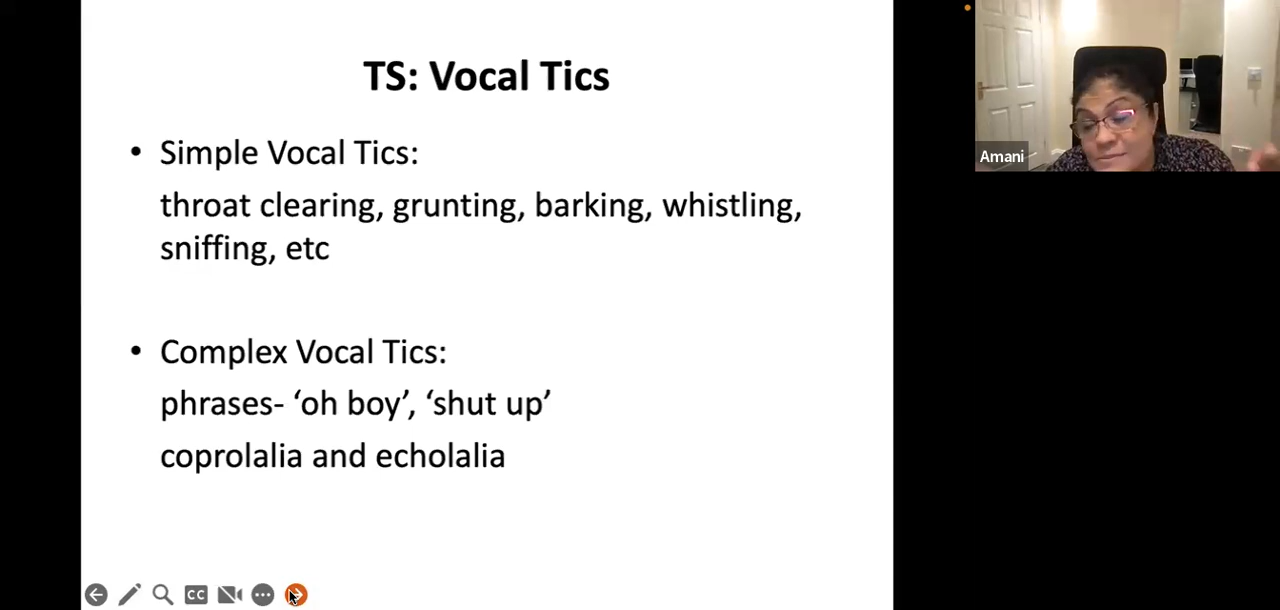 TS: Vocal Tics
• Simple Vocal Tics:
throat clearing, grunting, barking, whistling,
sniffing, etc
• Complex Vocal Tics:
phrases- ‘oh boy’, ‘shut up’
coprolalia and echolalia
CC
Amani